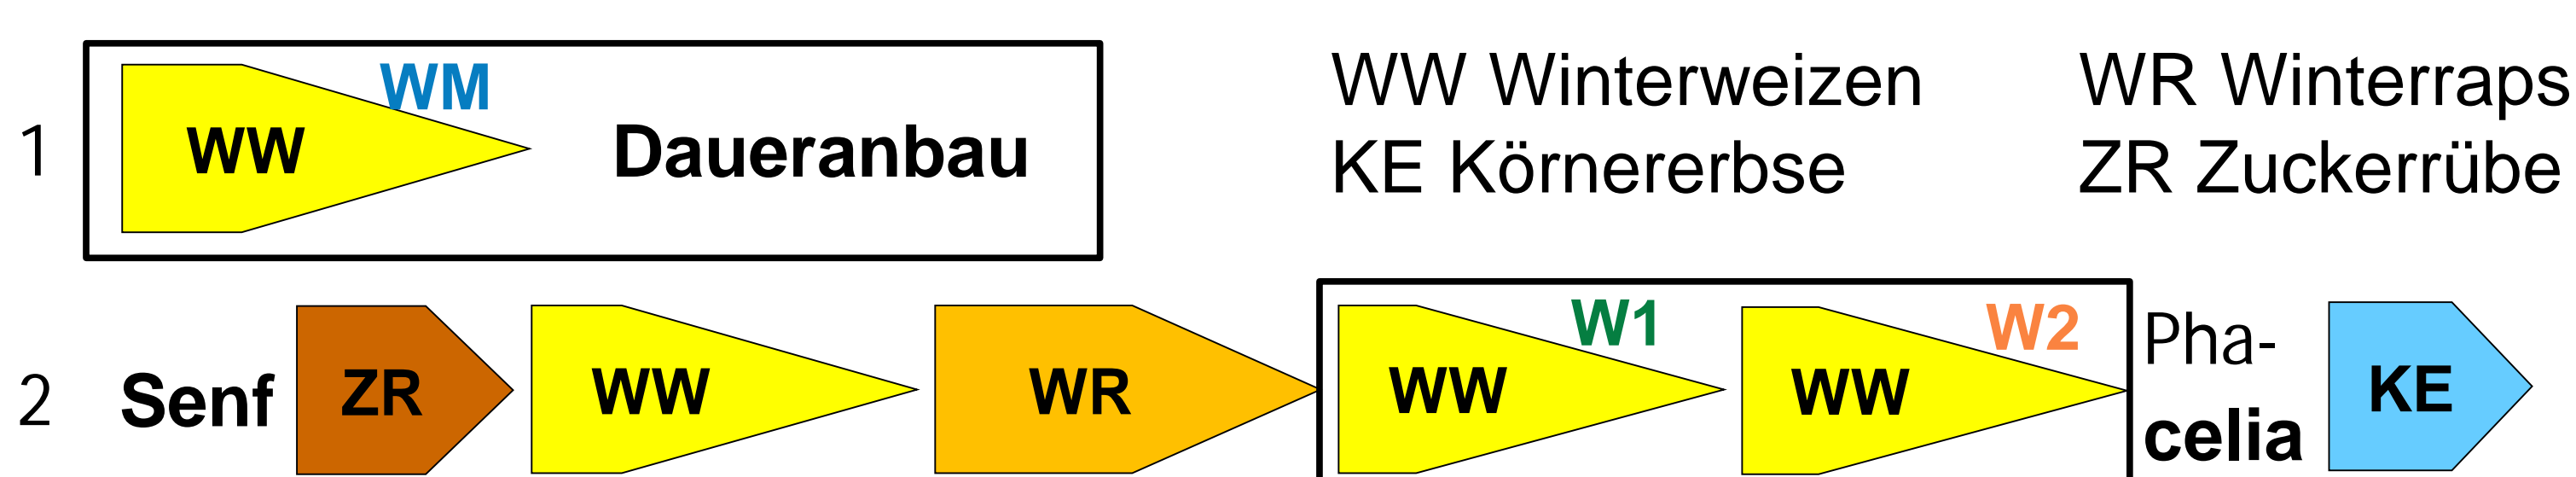 WW Winterweizen WR Winterraps
KE Körnererbse ZR Zuckerrübe
WM
1 WW Daueranbau
W1 W2 Pha-
2 Senf ZR WW WR WW WW KE
celia